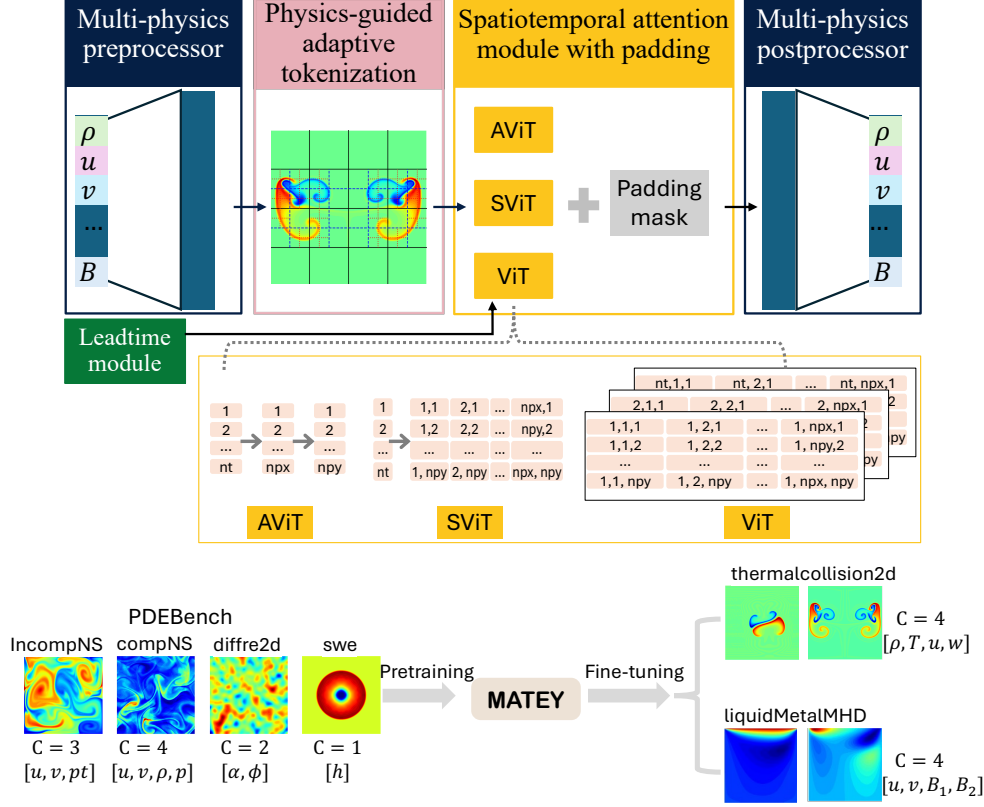 Multi-physics
preprocessor
Physics-guided
adaptive
tokenization
Spatiotemporal attention
module with padding
Multi-physics
postprocessor
ρ
u
v
...
B
AViT
SViT
ViT
Padding
mask
ρ
u
v
...
B
Leadtime
module
1
2
...
nt
1
2
...
npx
1
2
...
npy
AViT
1
2
...
nt
1,1 2,1 ... npx,1
1,2 2,2 ... npy,2
... ... ... ...
1, npy 2, npy ... npx, npy
SViT
nt,1,1 nt, 2,1 ... nt, npx,1
npy
2,1,1 2, 2,1 ... 2, npx,1
2
npy
1,1,1 1, 2,1 ... 1, npx,1
1,1,2 1, 2,2 ... 1, npy,2
... ... ... ...
1,1, npy 1, 2, npy ... 1, npx, npy
ViT
PDEBench
IncompNS compNS diffre2d swe
C = 3 C = 4 C = 2 C = 1
[u, v, pt] [u, v, ρ, p] [α, ϕ] [h]
Pretraining
MATEY
Fine-tuning
thermalcollision2d
C = 4
[ρ, T, u, w]
liquidMetalMHD
C = 4
[u, v, B₁, B₂]